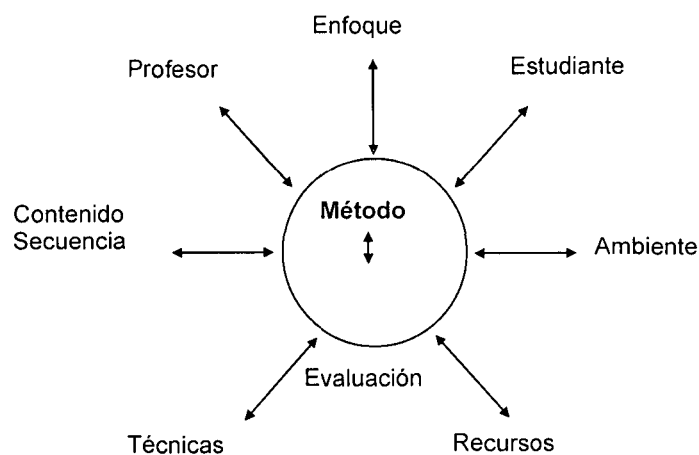 Enfoque
Profesor
Estudiante
Contenido
Secuencia
Método
Ambiente
Evaluación
Técnicas
Recursos